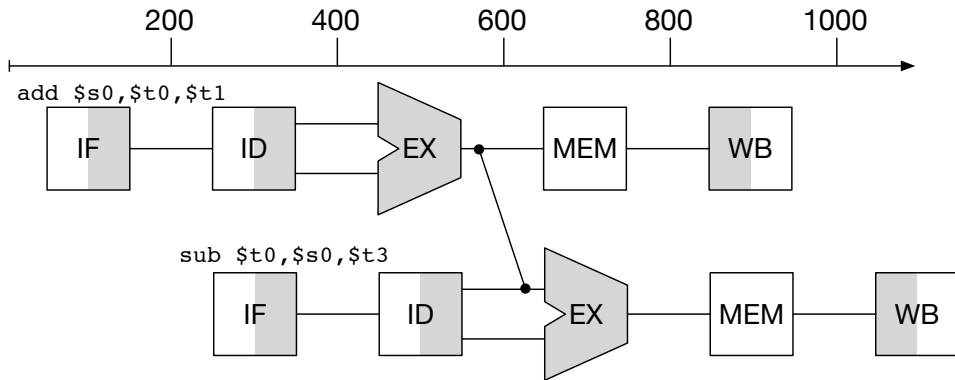 200 400 600 800 1000
add $s0,$t0,$t1
IF ID EX MEM WB
sub $t0,$s0,$t3
IF ID EX MEM WB